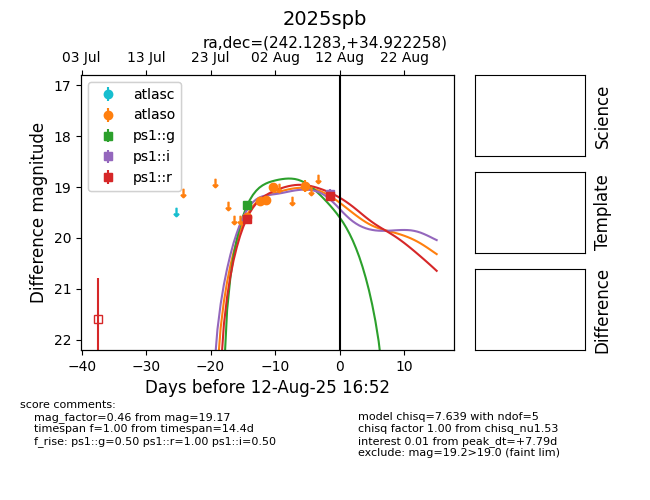 2025spb
ra,dec=(242.1283,+34.922258)
03 Jul 13 Jul 23 Jul 02 Aug 12 Aug 22 Aug
17
18
19
20
21
22
Difference magnitude
atlasc
atlaso
ps1::g
ps1::i
ps1::r
−40 −30 −20 −10 0 10
Days before 12-Aug-25 16:52
Science
Template
Difference
score comments:
mag_factor=0.46 from mag=19.17
timespan f=1.00 from timespan=14.4d
f_rise: ps1::g=0.50 ps1::r=1.00 ps1::i=0.50
model chisq=7.639 with ndof=5
chisq factor 1.00 from chisq_nu1.53
interest 0.01 from peak_dt=+7.79d
exclude: mag=19.2>19.0 (faint lim)